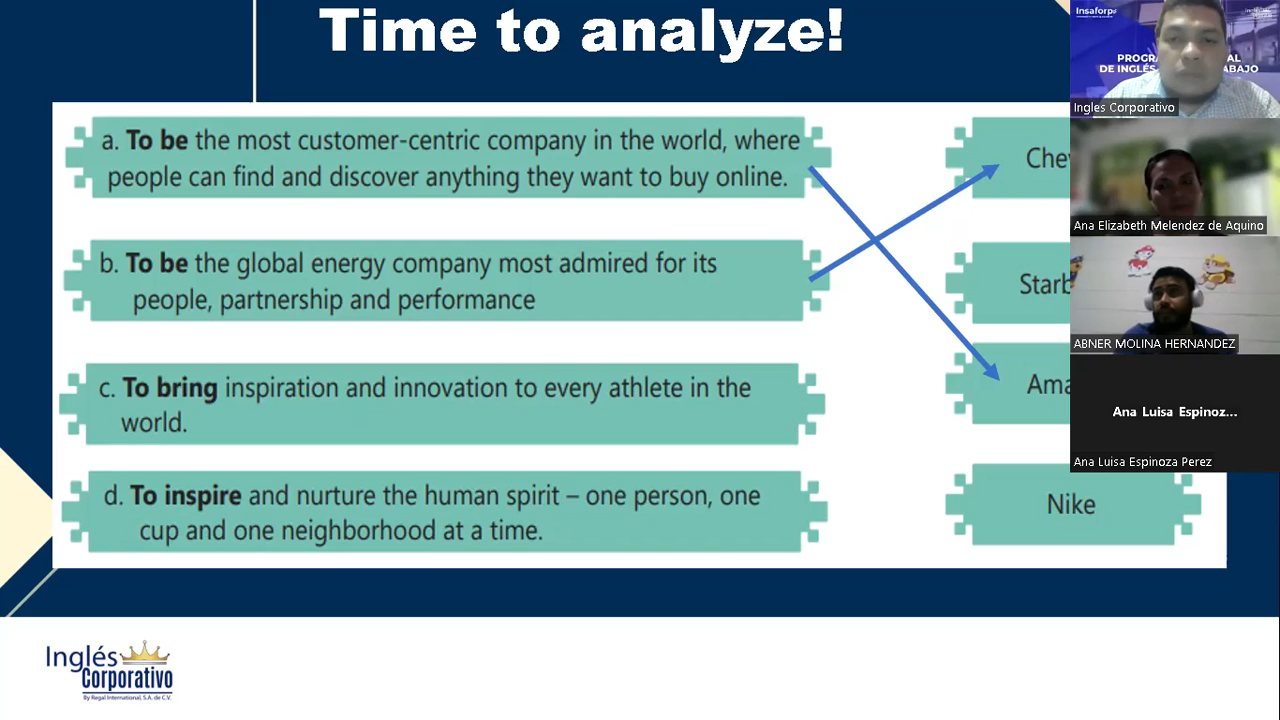 Time to analyze!
a. To be the most customer-centric company in the world, where
people can find and discover anything they want to buy online.
b. To be the global energy company most admired for its
people, partnership and performance
c. To bring inspiration and innovation to every athlete in the
world.
d. To inspire and nurture the human spirit – one person, one
cup and one neighborhood at a time.
Nike
Insaforp
Ingles Corporativo
Ana Elizabeth Melendez de Aquino
ABNER MOLINA HERNANDEZ
Ana Luisa Espinoz...
Ana Luisa Espinoza Perez
Inglés
Corporativo
By Regal International, S.A. de C.V.